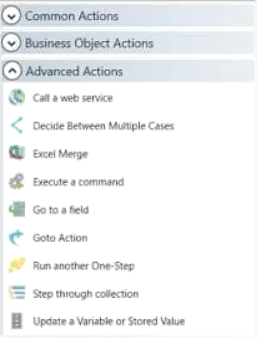 Common Actions
Business Object Actions
Advanced Actions
Call a web service
Decide Between Multiple Cases
Excel Merge
Execute a command
Go to a field
Goto Action
Run another One-Step
Step through collection
Update a Variable or Stored Value